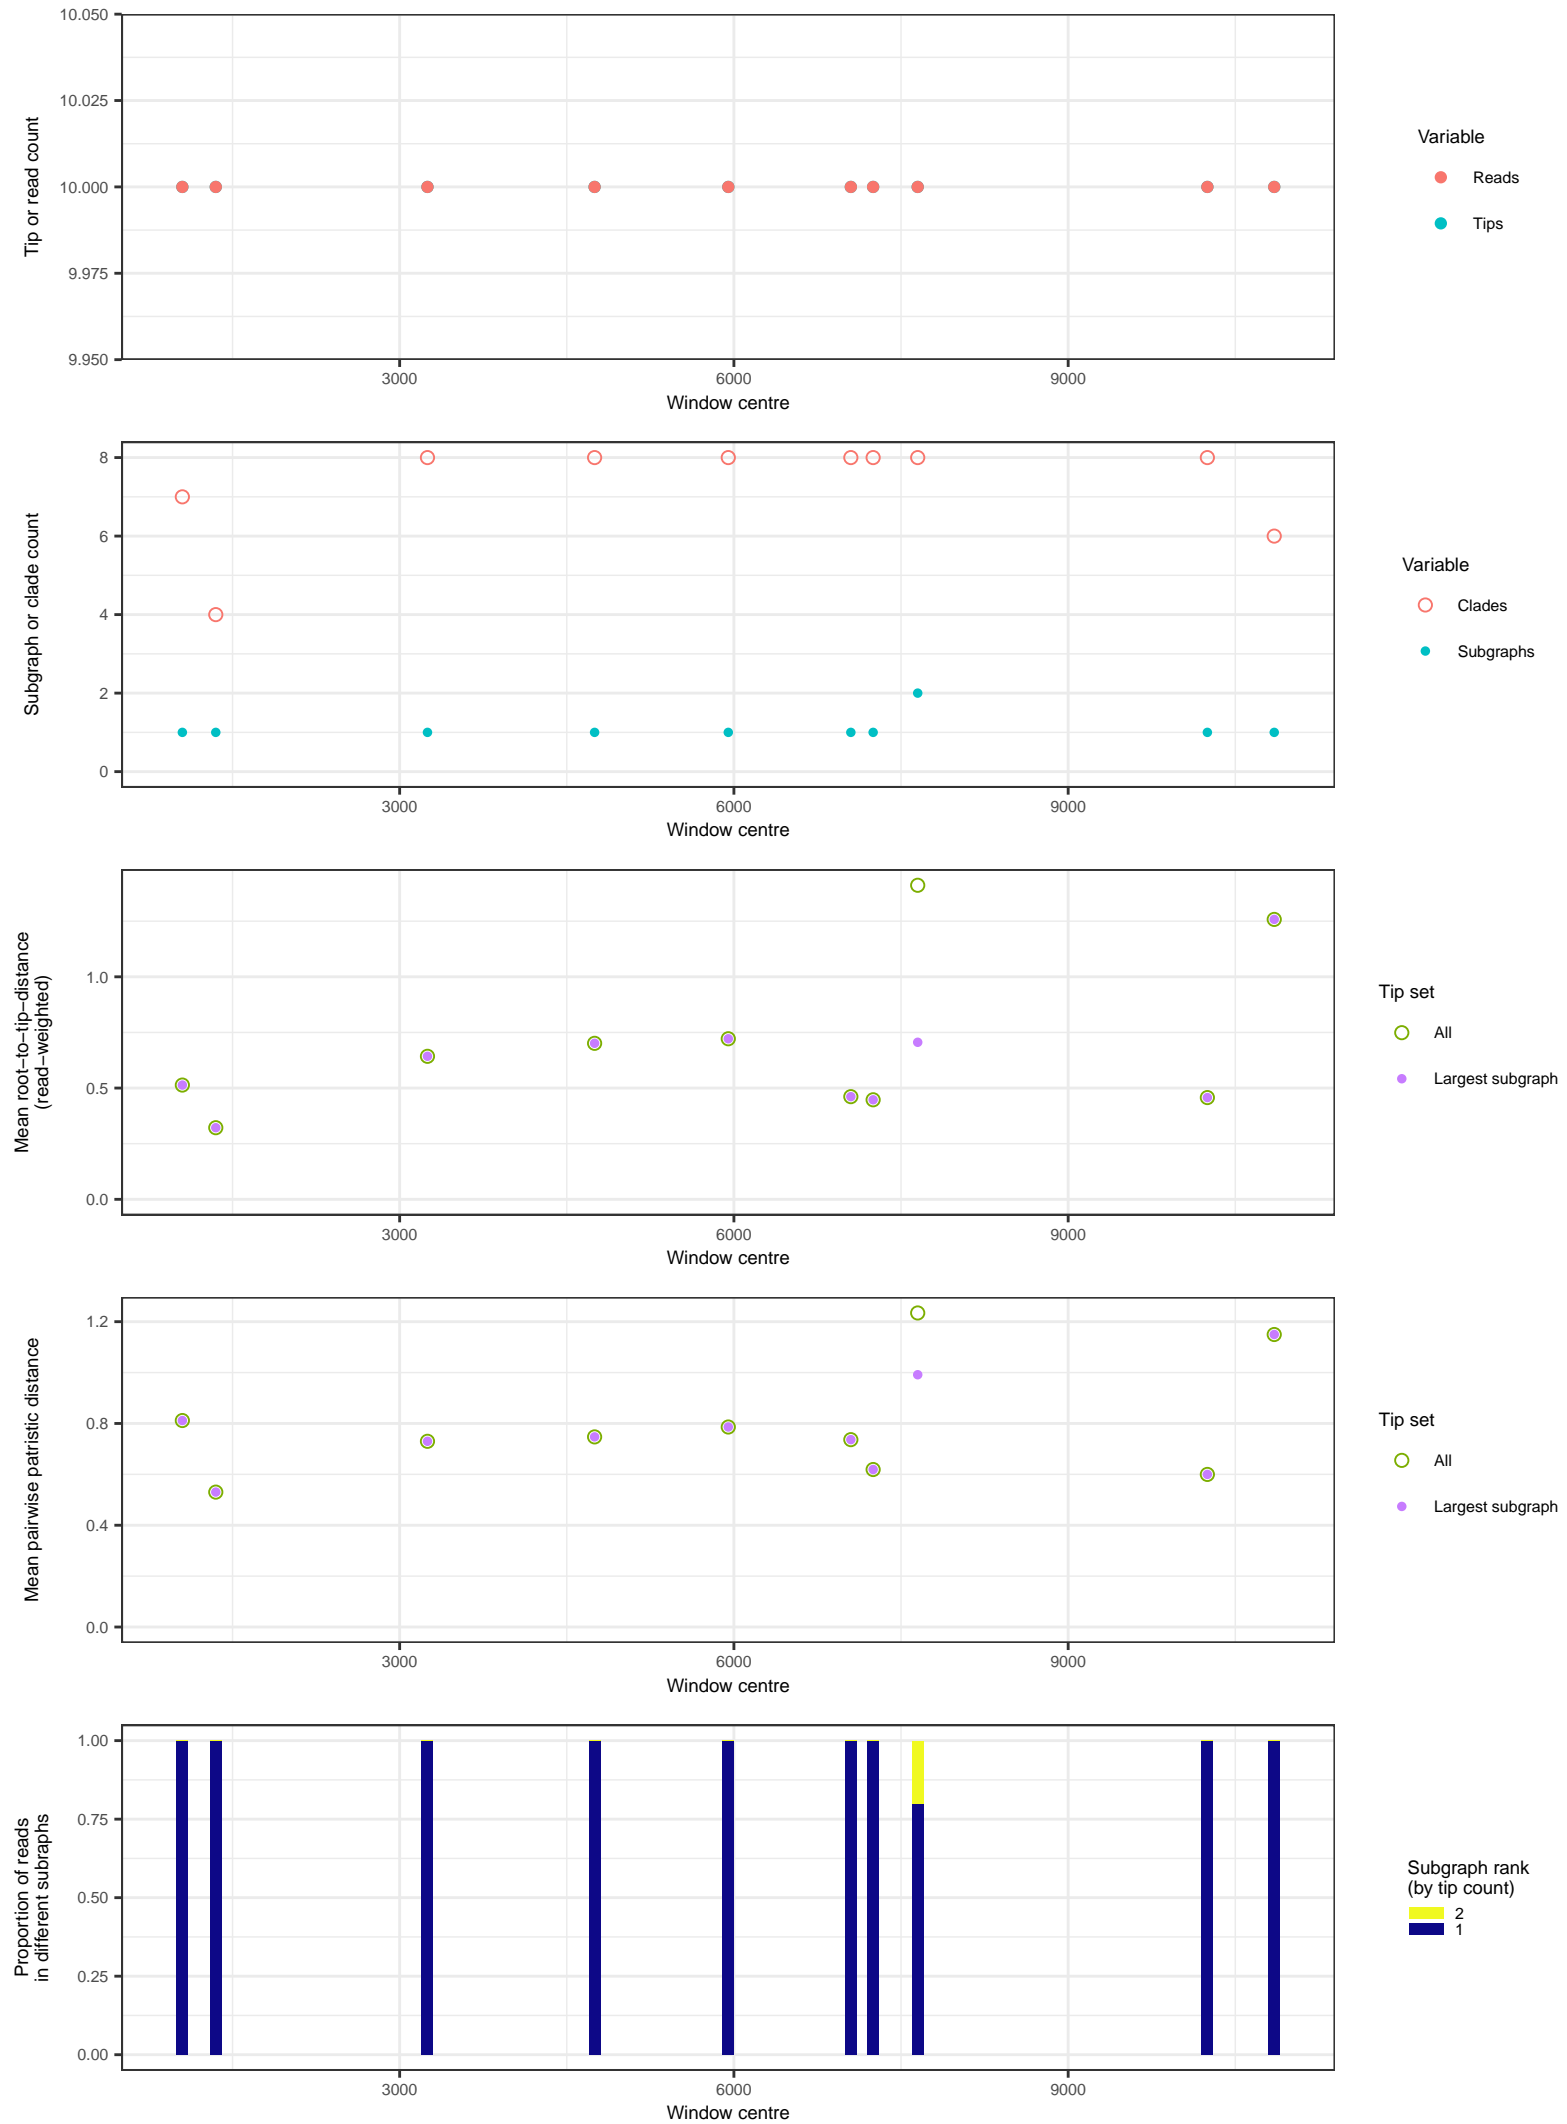 10.050
10.025
10.000
9.975
9.950
Tip or read count
3000
6000
9000
Window centre
Variable
Reads
Tips
8
6
4
2
0
Subgraph or clade count
3000
6000
9000
Window centre
Variable
Clades
Subgraphs
1.0
0.5
0.0
Mean root−to−tip−distance
(read−weighted)
3000
6000
9000
Window centre
Tip set
All
Largest subgraph
1.2
0.8
0.4
0.0
Mean pairwise patristic distance
3000
6000
9000
Window centre
Tip set
All
Largest subgraph
1.00
0.75
0.50
0.25
0.00
Proportion of reads
in different subraphs
3000
6000
9000
Window centre
Subgraph rank
(by tip count)
2
1